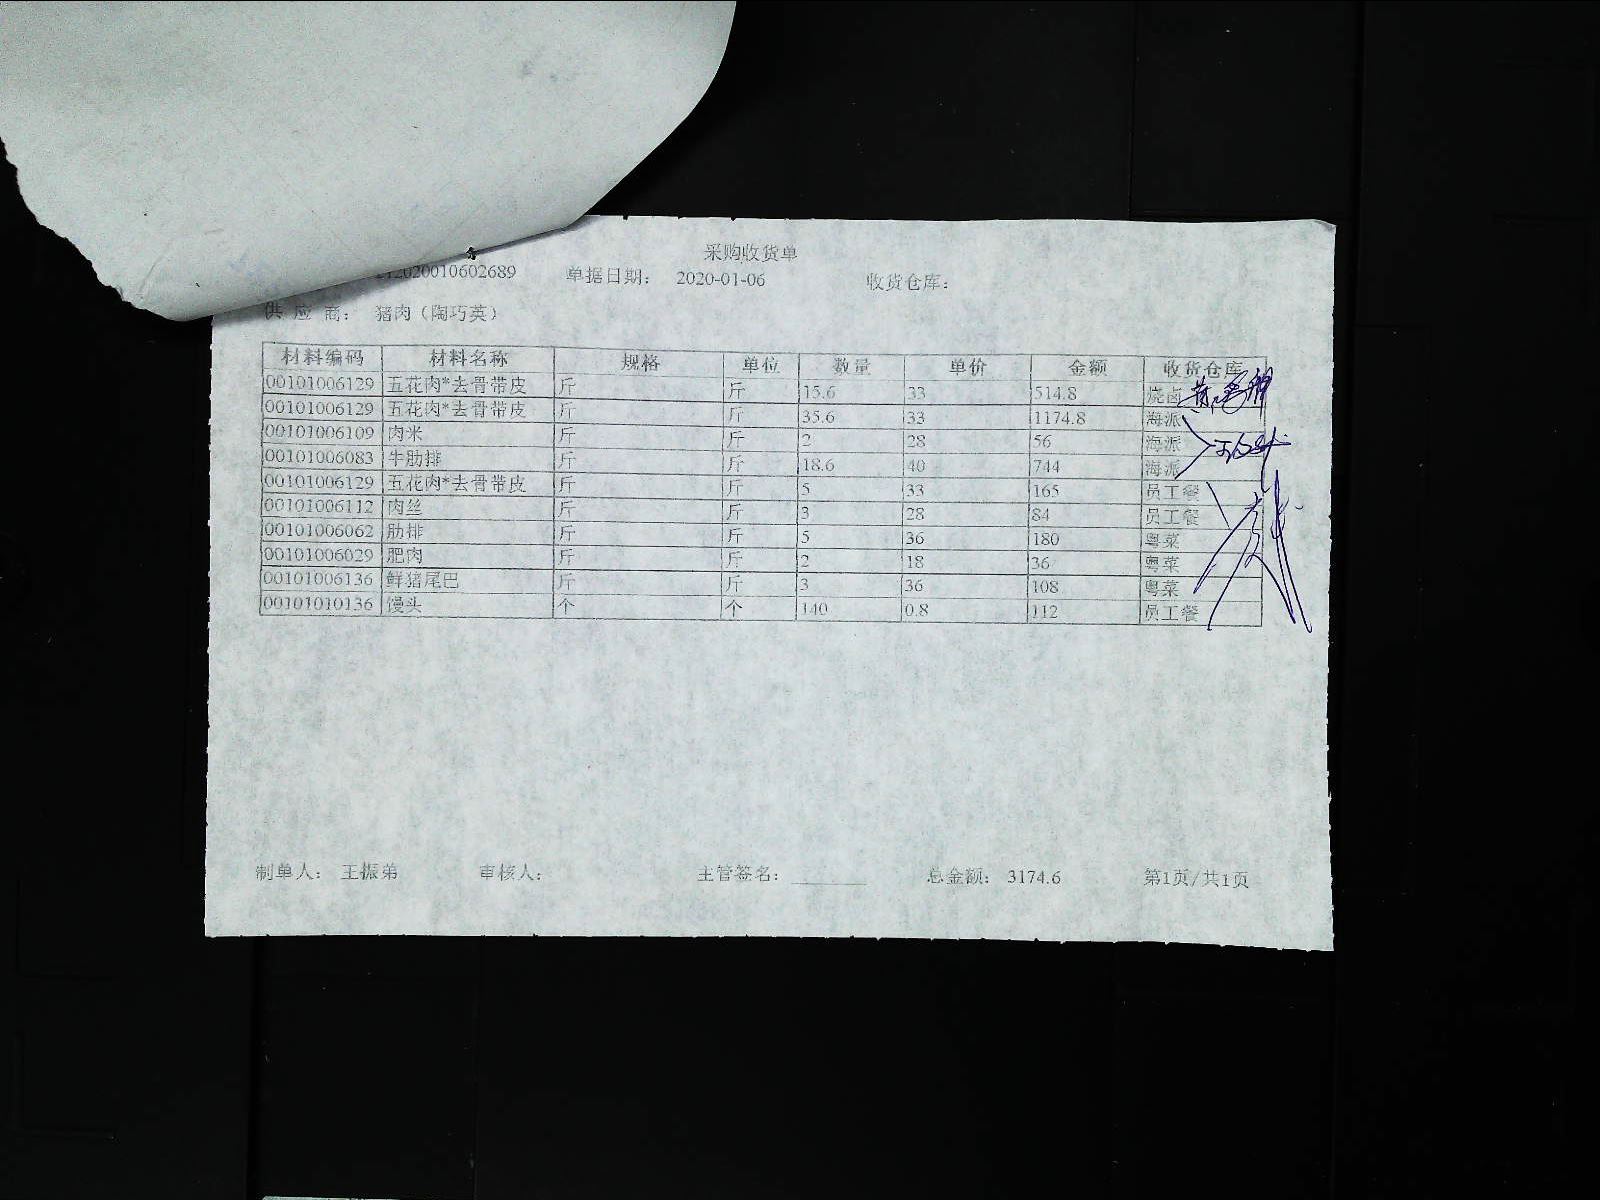 采购收货单
212020010602689 单据日期： 2020-01-06 收货仓库：
供 应 商： 猪肉（陶巧英）
材料编码 材料名称 规格 单位 数量 单价 金额 收货仓库
00101006129 五花肉*去骨带皮 斤 斤 15.6 33 514.8 烧卤
00101006129 五花肉*去骨带皮 斤 斤 35.6 33 1174.8 海派
00101006109 肉米 斤 斤 2 28 56 海派
00101006083 牛肋排 斤 斤 18.6 40 744 海派
00101006129 五花肉*去骨带皮 斤 斤 5 33 165 员工餐
00101006112 肉丝 斤 斤 3 28 84 员工餐
00101006062 肋排 斤 斤 5 36 180 粤菜
00101006029 肥肉 斤 斤 2 18 36 粤菜
00101006136 鲜猪尾巴 斤 斤 3 36 108 粤菜
00101010136 馒头 个 个 140 0.8 112 员工餐
制单人： 王振弟 审核人： 主管签名： 总金额： 3174.6 第1页/共1页